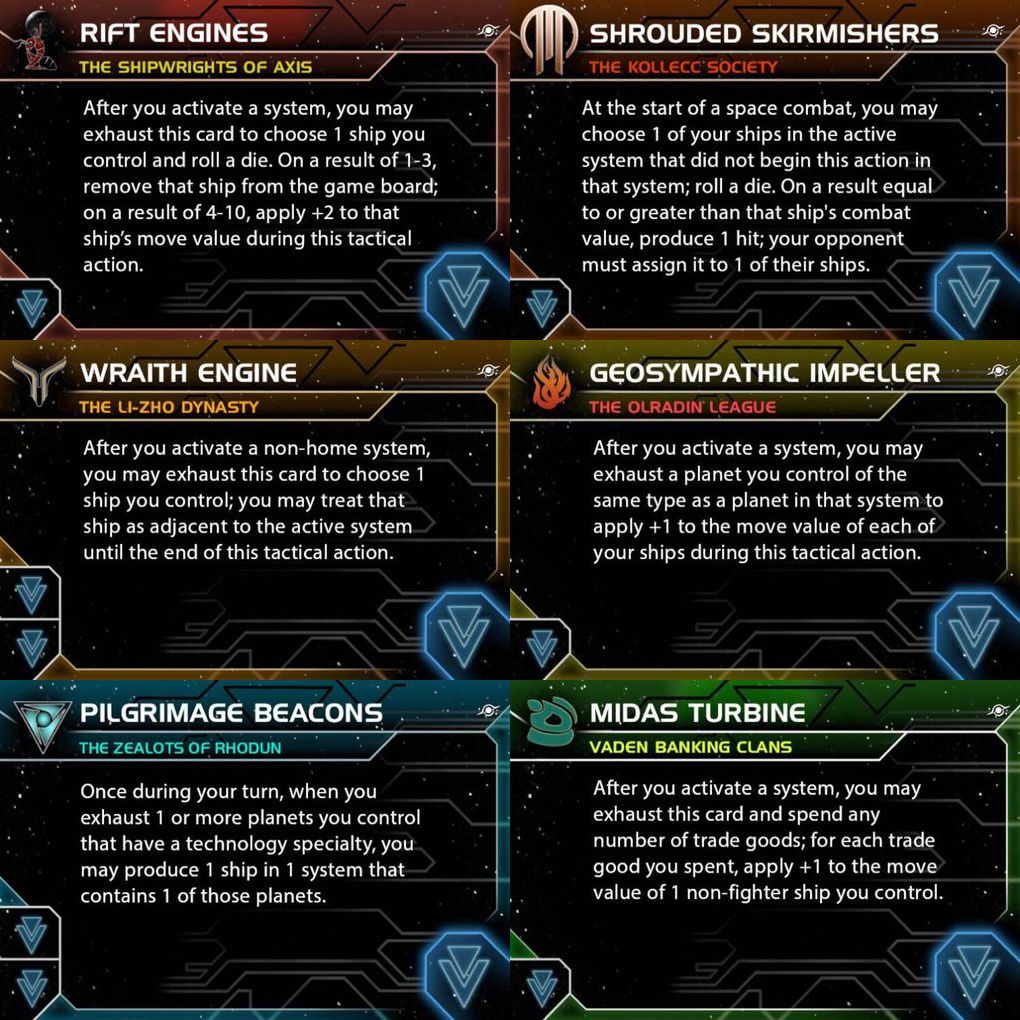 RIFT ENGINES
THE SHIPWRIGHTS OF AXIS
After you activate a system, you may
exhaust this card to choose 1 ship you
control and roll a die. On a result of 1-3,
remove that ship from the game board;
on a result of 4-10, apply +2 to that
ship’s move value during this tactical
action.
SHROUDED SKIRMISHERS
THE KOLLECC SOCIETY
At the start of a space combat, you may
choose 1 of your ships in the active
system that did not begin this action in
that system; roll a die. On a result equal
to or greater than that ship's combat
value, produce 1 hit; your opponent
must assign it to 1 of their ships.
WRAITH ENGINE
THE LI-ZHO DYNASTY
After you activate a non-home system,
you may exhaust this card to choose 1
ship you control; you may treat that
ship as adjacent to the active system
until the end of this tactical action.
GEOSYMPATHIC IMPELLER
THE OLRADIN LEAGUE
After you activate a system, you may
exhaust a planet you control of the
same type as a planet in that system to
apply +1 to the move value of each of
your ships during this tactical action.
PILGRIMAGE BEACONS
THE ZEALOTS OF RHODUN
Once during your turn, when you
exhaust 1 or more planets you control
that have a technology specialty, you
may produce 1 ship in 1 system that
contains 1 of those planets.
MIDAS TURBINE
VADEN BANKING CLANS
After you activate a system, you may
exhaust this card and spend any
number of trade goods; for each trade
good you spent, apply +1 to the move
value of 1 non-fighter ship you control.